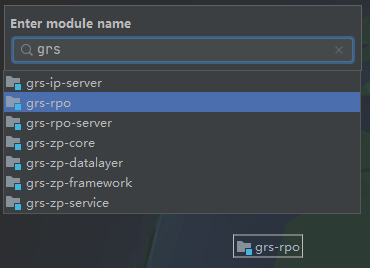 Enter module name
grs
grs-ip-server
grs-rpo
grs-rpo-server
grs-zp-core
grs-zp-datalayer
grs-zp-framework
grs-zp-service
grs-rpo